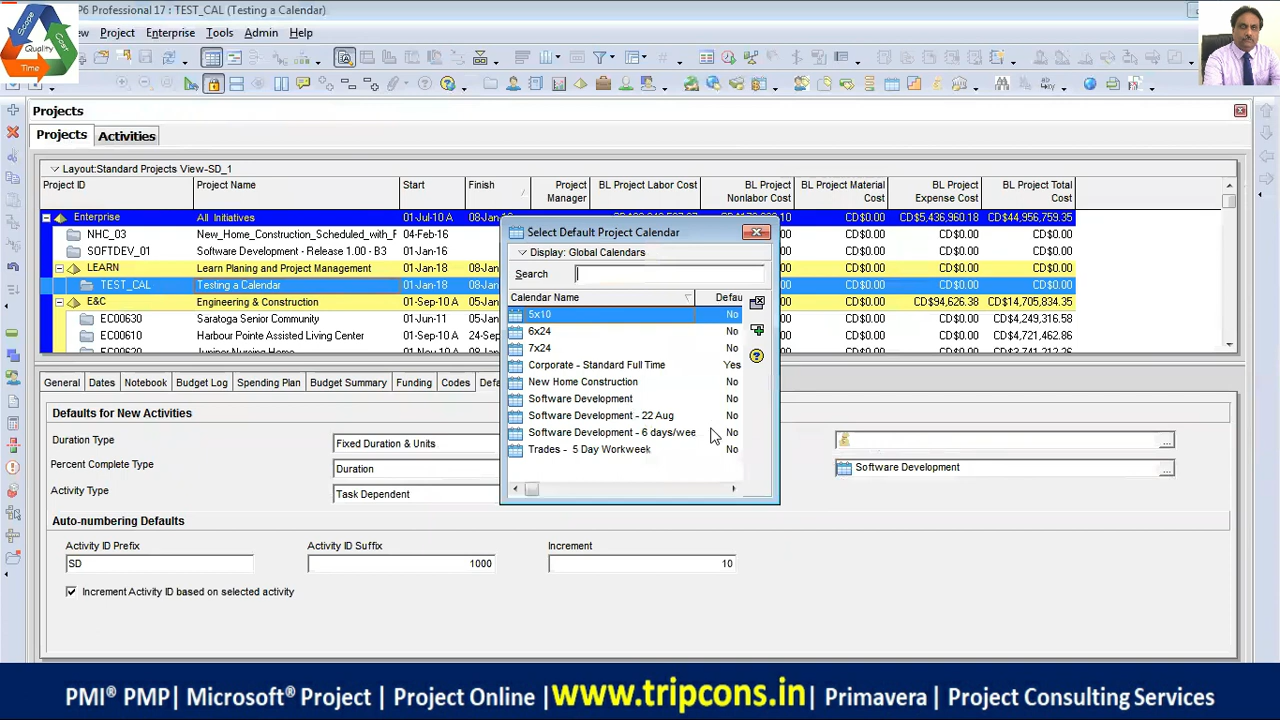 P6 Professional 17 : TEST_CAL (Testing a Calendar)
Scope
Quality
Cost
Time
Project Enterprise Tools Admin Help
Projects
Projects Activities
Layout:Standard Projects View-SD_1
Project ID Project Name Start Finish Project Manager BL Project Labor Cost BL Project Nonlabor Cost BL Project Material Cost BL Project Expense Cost BL Project Total Cost
Enterprise All Initiatives 01-Jul-10 A CD$0.00 CD$5,436,960.18 CD$44,956,759.35
NHC_03 New_Home_Construction_Scheduled_with_ 04-Feb-16 CD$0.00 CD$0.00 CD$0.00
SOFTDEV_01 Software Development - Release 1.00 - B3 01-Jan-16 CD$0.00 CD$0.00 CD$0.00
LEARN Learn Planing and Project Management 01-Jan-18 CD$0.00 CD$0.00 CD$0.00
TEST_CAL Testing a Calendar 01-Jan-18 CD$0.00 CD$0.00 CD$0.00
E&C Engineering & Construction 01-Sep-10 A CD$0.00 CD$94,626.38 CD$14,705,834.35
EC00630 Saratoga Senior Community 01-Jun-11 CD$0.00 CD$0.00 CD$4,249,316.58
EC00610 Harbour Pointe Assisted Living Center 24-Sep- CD$0.00 CD$0.00 CD$4,721,914.18
Select Default Project Calendar
Display: Global Calendars
Search
Calendar Name Defau
5x10 No
6x24 No
7x24 No
Corporate - Standard Full Time Yes
New Home Construction No
Software Development No
Software Development - 22 Aug No
Software Development - 6 days/wee No
Trades - 5 Day Workweek No
General Dates Notebook Budget Log Spending Plan Budget Summary Funding Codes Defa
Defaults for New Activities
Duration Type Fixed Duration & Units
Percent Complete Type Duration Software Development
Activity Type Task Dependent
Auto-numbering Defaults
Activity ID Prefix Activity ID Suffix Increment
SD 1000 10
Increment Activity ID based on selected activity
PMI® PMP| Microsoft® Project | Project Online |www.tripcons.in| Primavera | Project Consulting Services